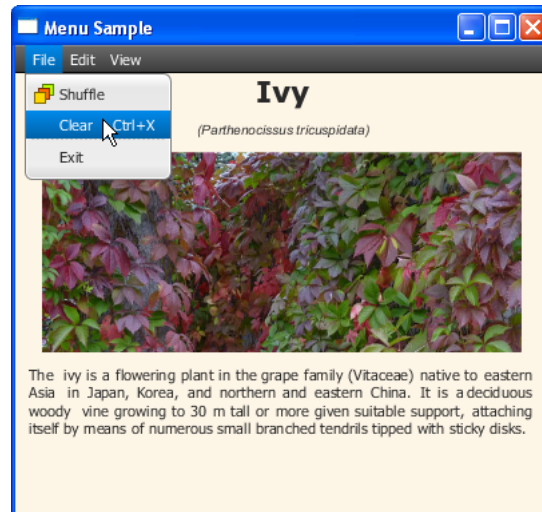 Menu Sample
File Edit View
Shuffle
Clear Ctrl+X
Exit
Ivy
(Parthenocissus tricuspidata)
The ivy is a flowering plant in the grape family (Vitaceae) native to eastern
Asia in Japan, Korea, and northern and eastern China. It is a deciduous
woody vine growing to 30 m tall or more given suitable support, attaching
itself by means of numerous small branched tendrils tipped with sticky disks.